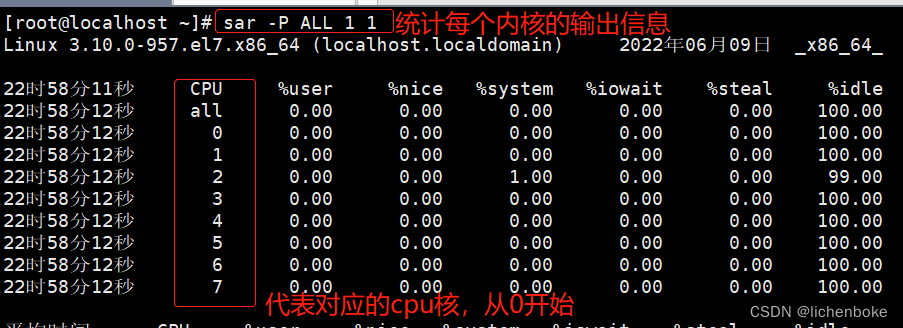 [root@localhost ~]# sar -P ALL 1 1 统计每个内核的输出信息
Linux 3.10.0-957.el7.x86_64 (localhost.localdomain) 2022年06月09日 _x86_64_
22时58分11秒 CPU %user %nice %system %iowait %steal %idle
22时58分12秒 all 0.00 0.00 0.00 0.00 0.00 100.00
22时58分12秒 0 0.00 0.00 0.00 0.00 0.00 100.00
22时58分12秒 1 0.00 0.00 0.00 0.00 0.00 100.00
22时58分12秒 2 0.00 0.00 1.00 0.00 0.00 99.00
22时58分12秒 3 0.00 0.00 0.00 0.00 0.00 100.00
22时58分12秒 4 0.00 0.00 0.00 0.00 0.00 100.00
22时58分12秒 5 0.00 0.00 0.00 0.00 0.00 100.00
22时58分12秒 6 0.00 0.00 0.00 0.00 0.00 100.00
22时58分12秒 7 0.00 0.00 0.00 0.00 0.00 100.00
代表对应的cpu核，从0开始
CSDN @lichenboke
平均时间 CPU %user %nice %system %iowait %steal %idle